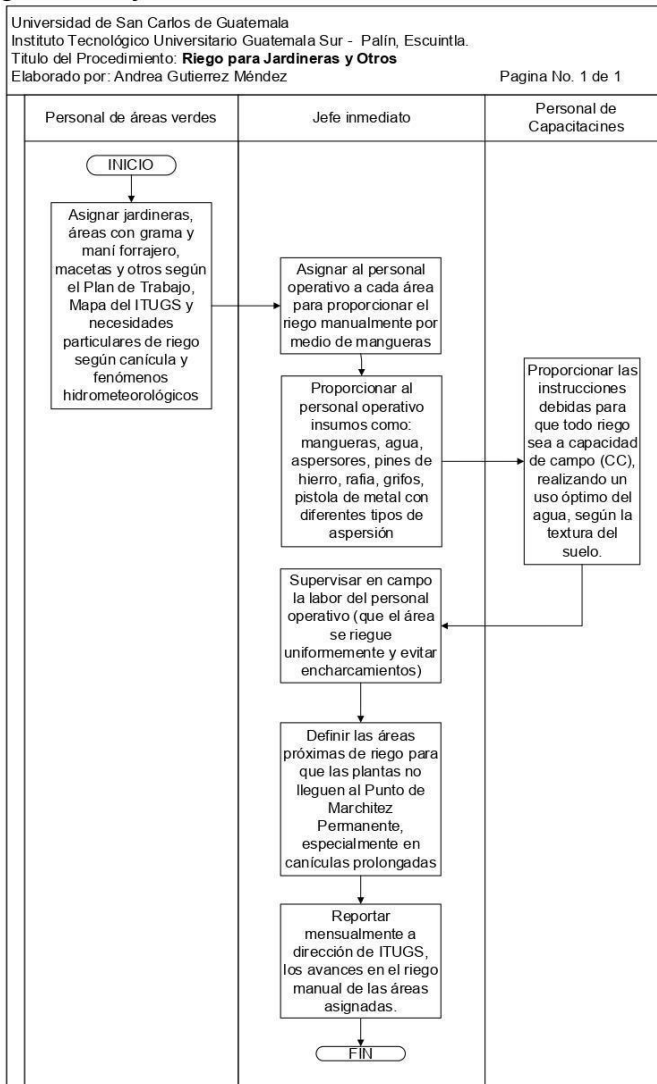 Universidad de San Carlos de Guatemala
Instituto Tecnológico Universitario Guatemala Sur - Palín, Escuintla.
Titulo del Procedimiento: Riego para Jardineras y Otros
Elaborado por: Andrea Gutierrez Méndez
Pagina No. 1 de 1
Personal de áreas verdes
Jefe inmediato
Personal de
Capacitacines
INICIO
Asignar jardineras,
áreas con grama y
maní forrajero,
macetas y otros según
el Plan de Trabajo,
Mapa del ITUGS y
necesidades
particulares de riego
según canícula y
fenómenos
hidrometeorológicos
Asignar al personal
operativo a cada área
para proporcionar el
riego manualmente por
medio de mangueras
Proporcionar al
personal operativo
insumos como:
mangueras, agua,
aspersores, pines de
hierro, rafia, grifos,
pistola de metal con
diferentes tipos de
aspersión
Proporcionar las
instrucciones
debidas para
que todo riego
sea a capacidad
de campo (CC),
realizando un
uso óptimo del
agua, según la
textura del
suelo.
Supervisar en campo
la labor del personal
operativo (que el área
se riegue
uniformemente y evitar
encharcamientos)
Definir las áreas
próximas de riego para
que las plantas no
lleguen al Punto de
Marchitez
Permanente,
especialmente en
canículas prolongadas
Reportar
mensualmente a
dirección de ITUGS,
los avances en el riego
manual de las áreas
asignadas.
FIN